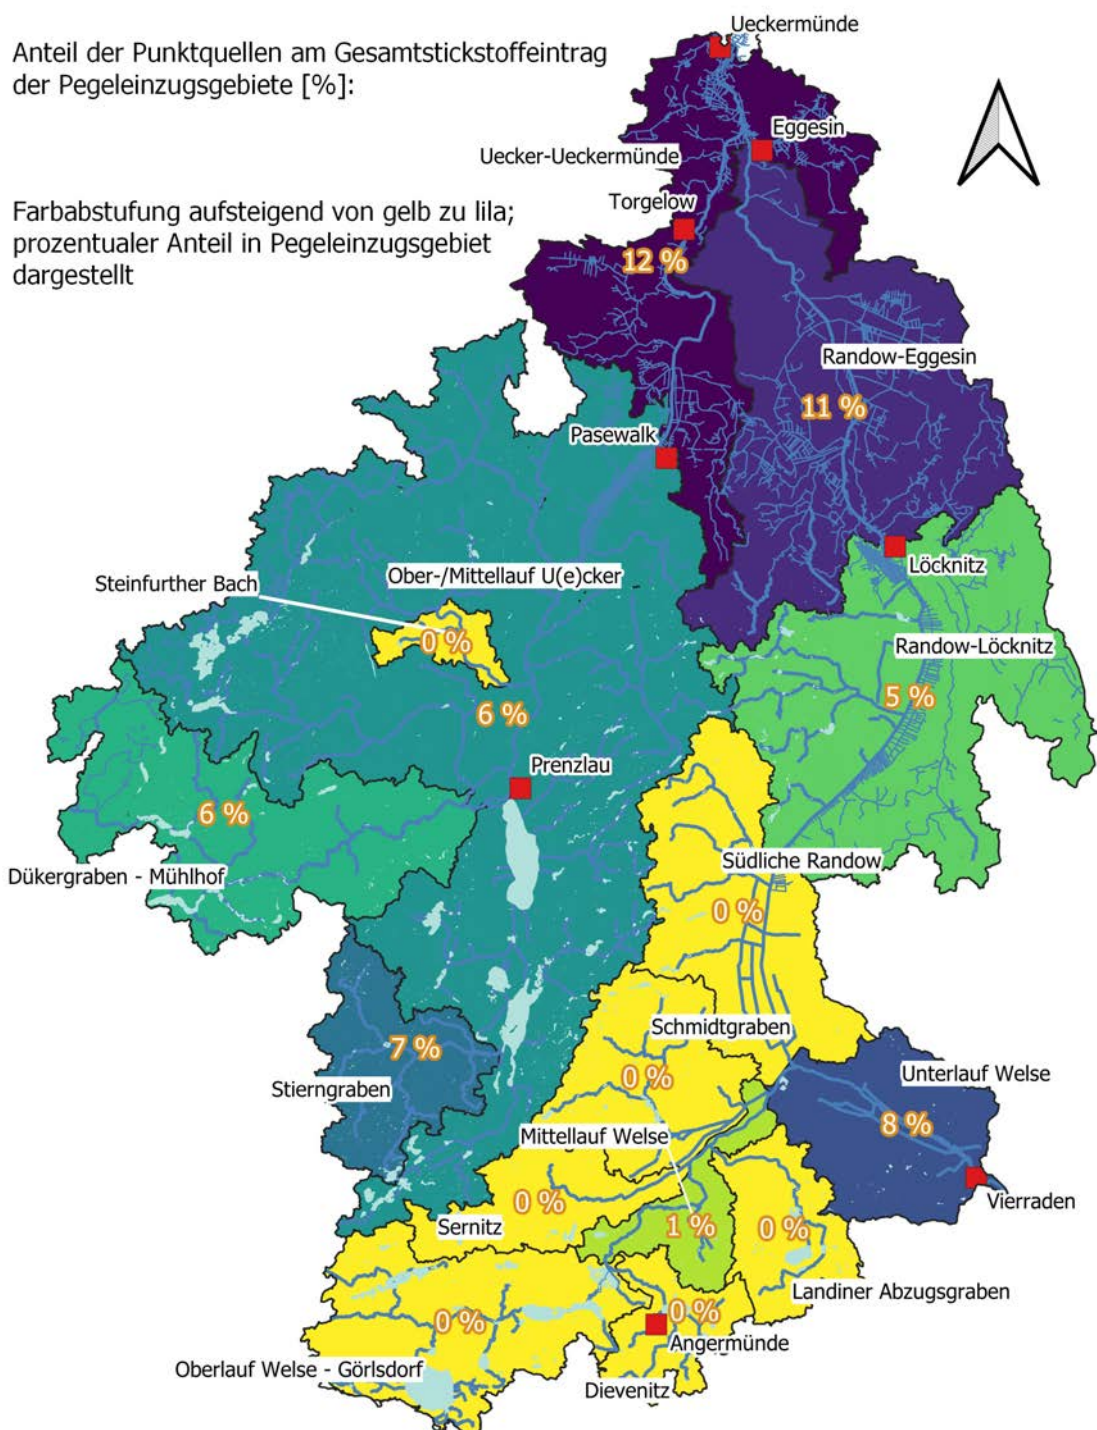 Ueckermünde
Anteil der Punktquellen am Gesamtstickstoffeintrag
der Pegeleinzugsgebiete [%]:
Eggesin
Uecker-Ueckermünde
Torgelow
Farbabstufung aufsteigend von gelb zu lila;
prozentualer Anteil in Pegeleinzugsgebiet
dargestellt
12 %
Randow-Eggesin
11 %
Pasewalk
Löcknitz
Steinfurther Bach
Ober-/Mittellauf U(e)cker
0 %
Randow-Löcknitz
5 %
6 %
Prenzlau
6 %
Dükergraben - Mühlhof
Südliche Randow
0 %
Schmidtgraben
7 %
Stierngraben
0 %
Unterlauf Welse
8 %
Mittellauf Welse
Vierraden
0 %
Sernitz
1 %
0 %
Landiner Abzugsgraben
0 %
0 %
Angermünde
Oberlauf Welse - Görlsdorf
Dievenitz